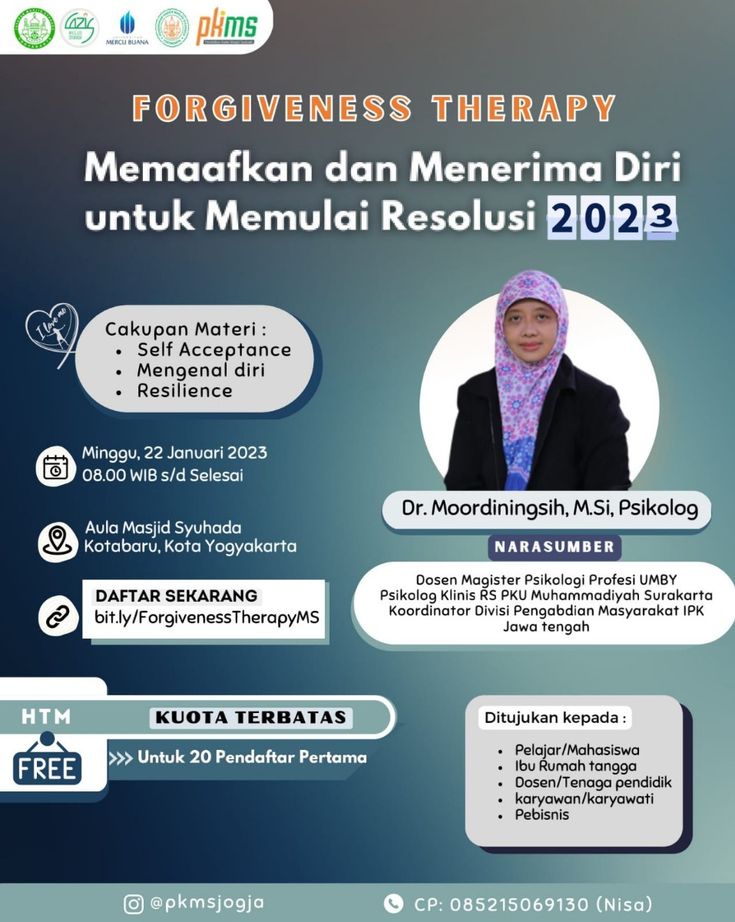 MERCU BUANA
pkms
FORGIVENESS THERAPY
Memaafkan dan Menerima Diri
untuk Memulai Resolusi 2023
I love me
Cakupan Materi :
• Self Acceptance
• Mengenal diri
• Resilience
Minggu, 22 Januari 2023
08.00 WIB s/d Selesai
Aula Masjid Syuhada
Kotabaru, Kota Yogyakarta
DAFTAR SEKARANG
bit.ly/ForgivenessTherapyMS
Dr. Moordiningsih, M.Si, Psikolog
NARASUMBER
Dosen Magister Psikologi Profesi UMBY
Psikolog Klinis RS PKU Muhammadiyah Surakarta
Koordinator Divisi Pengabdian Masyarakat IPK
Jawa tengah
HTM
FREE
KUOTA TERBATAS
>>> Untuk 20 Pendaftar Pertama
Ditujukan kepada :
• Pelajar/Mahasiswa
• Ibu Rumah tangga
• Dosen/Tenaga pendidik
• karyawan/karyawati
• Pebisnis
@pkmsjogja
CP: 085215069130 (Nisa)